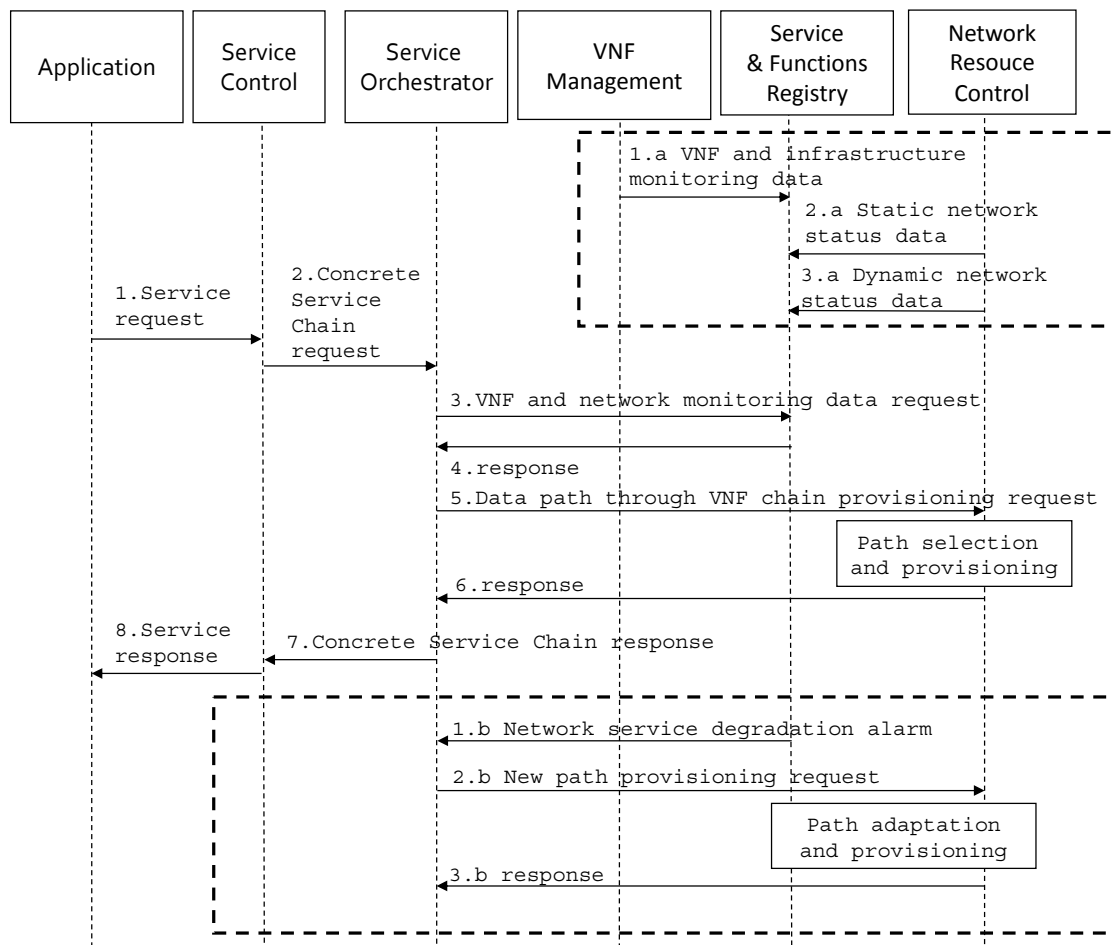 Application
Service
Control
Service
Orchestrator
VNF
Management
Service
& Functions
Registry
Network
Resouce
Control
1.a VNF and infrastructure
monitoring data
2.a Static network
status data
3.a Dynamic network
status data
1.Service
request
2.Concrete
Service
Chain
request
3.VNF and network monitoring data request
4.response
5.Data path through VNF chain provisioning request
Path selection
and provisioning
6.response
7.Concrete Service Chain response
8.Service
response
1.b Network service degradation alarm
2.b New path provisioning request
Path adaptation
and provisioning
3.b response